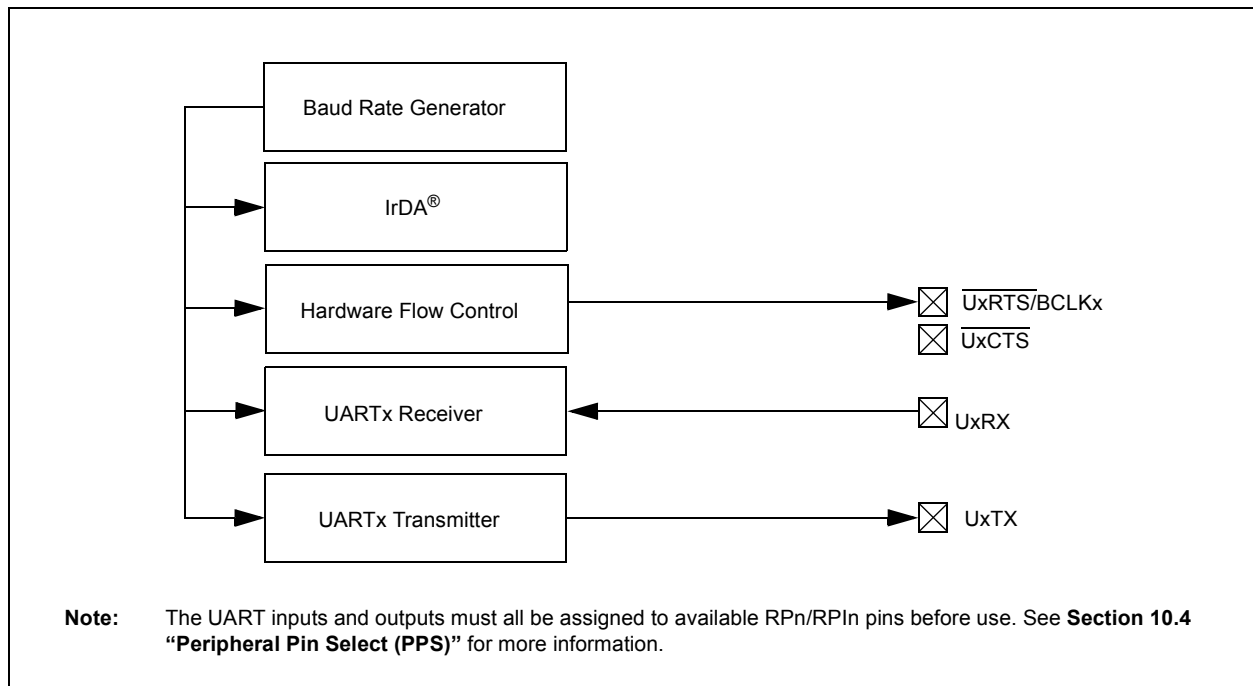 Baud Rate Generator
IrDA®
Hardware Flow Control
UxRTS/BCLKx
UxCTS
UARTx Receiver
UxRX
UARTx Transmitter
UxTX
Note: The UART inputs and outputs must all be assigned to available RPn/RPIn pins before use. See Section 10.4
“Peripheral Pin Select (PPS)” for more information.